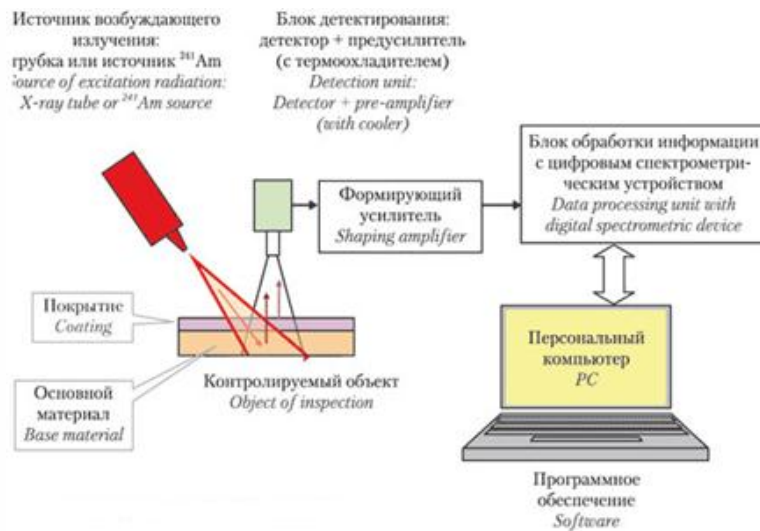 Источник возбуждающего
излучения:
трубка или источник ²⁴¹Am
Source of excitation radiation:
X-ray tube or ²⁴¹Am source
Блок детектирования:
детектор + предусилитель
(с термоохладителем)
Detection unit:
Detector + pre-amplifier
(with cooler)
Формирующий
усилитель
Shaping amplifier
Блок обработки информации
с цифровым спектрометри-
ческим устройством
Data processing unit with
digital spectrometric device
Покрытие
Coating
Основной
материал
Base material
Контролируемый объект
Object of inspection
Персональный
компьютер
PC
Программное
обеспечение
Software